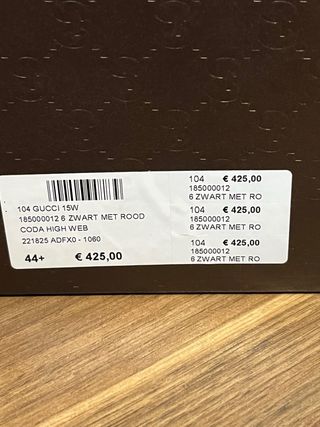 104 GUCCI 15W
185000012 6 ZWART MET ROOD
CODA HIGH WEB
221825 ADFX0 - 1060
44+ € 425,00
104 € 425,00
185000012
6 ZWART MET RO
104 € 425,00
185000012
6 ZWART MET RO
104 € 425,00
185000012
6 ZWART MET RO